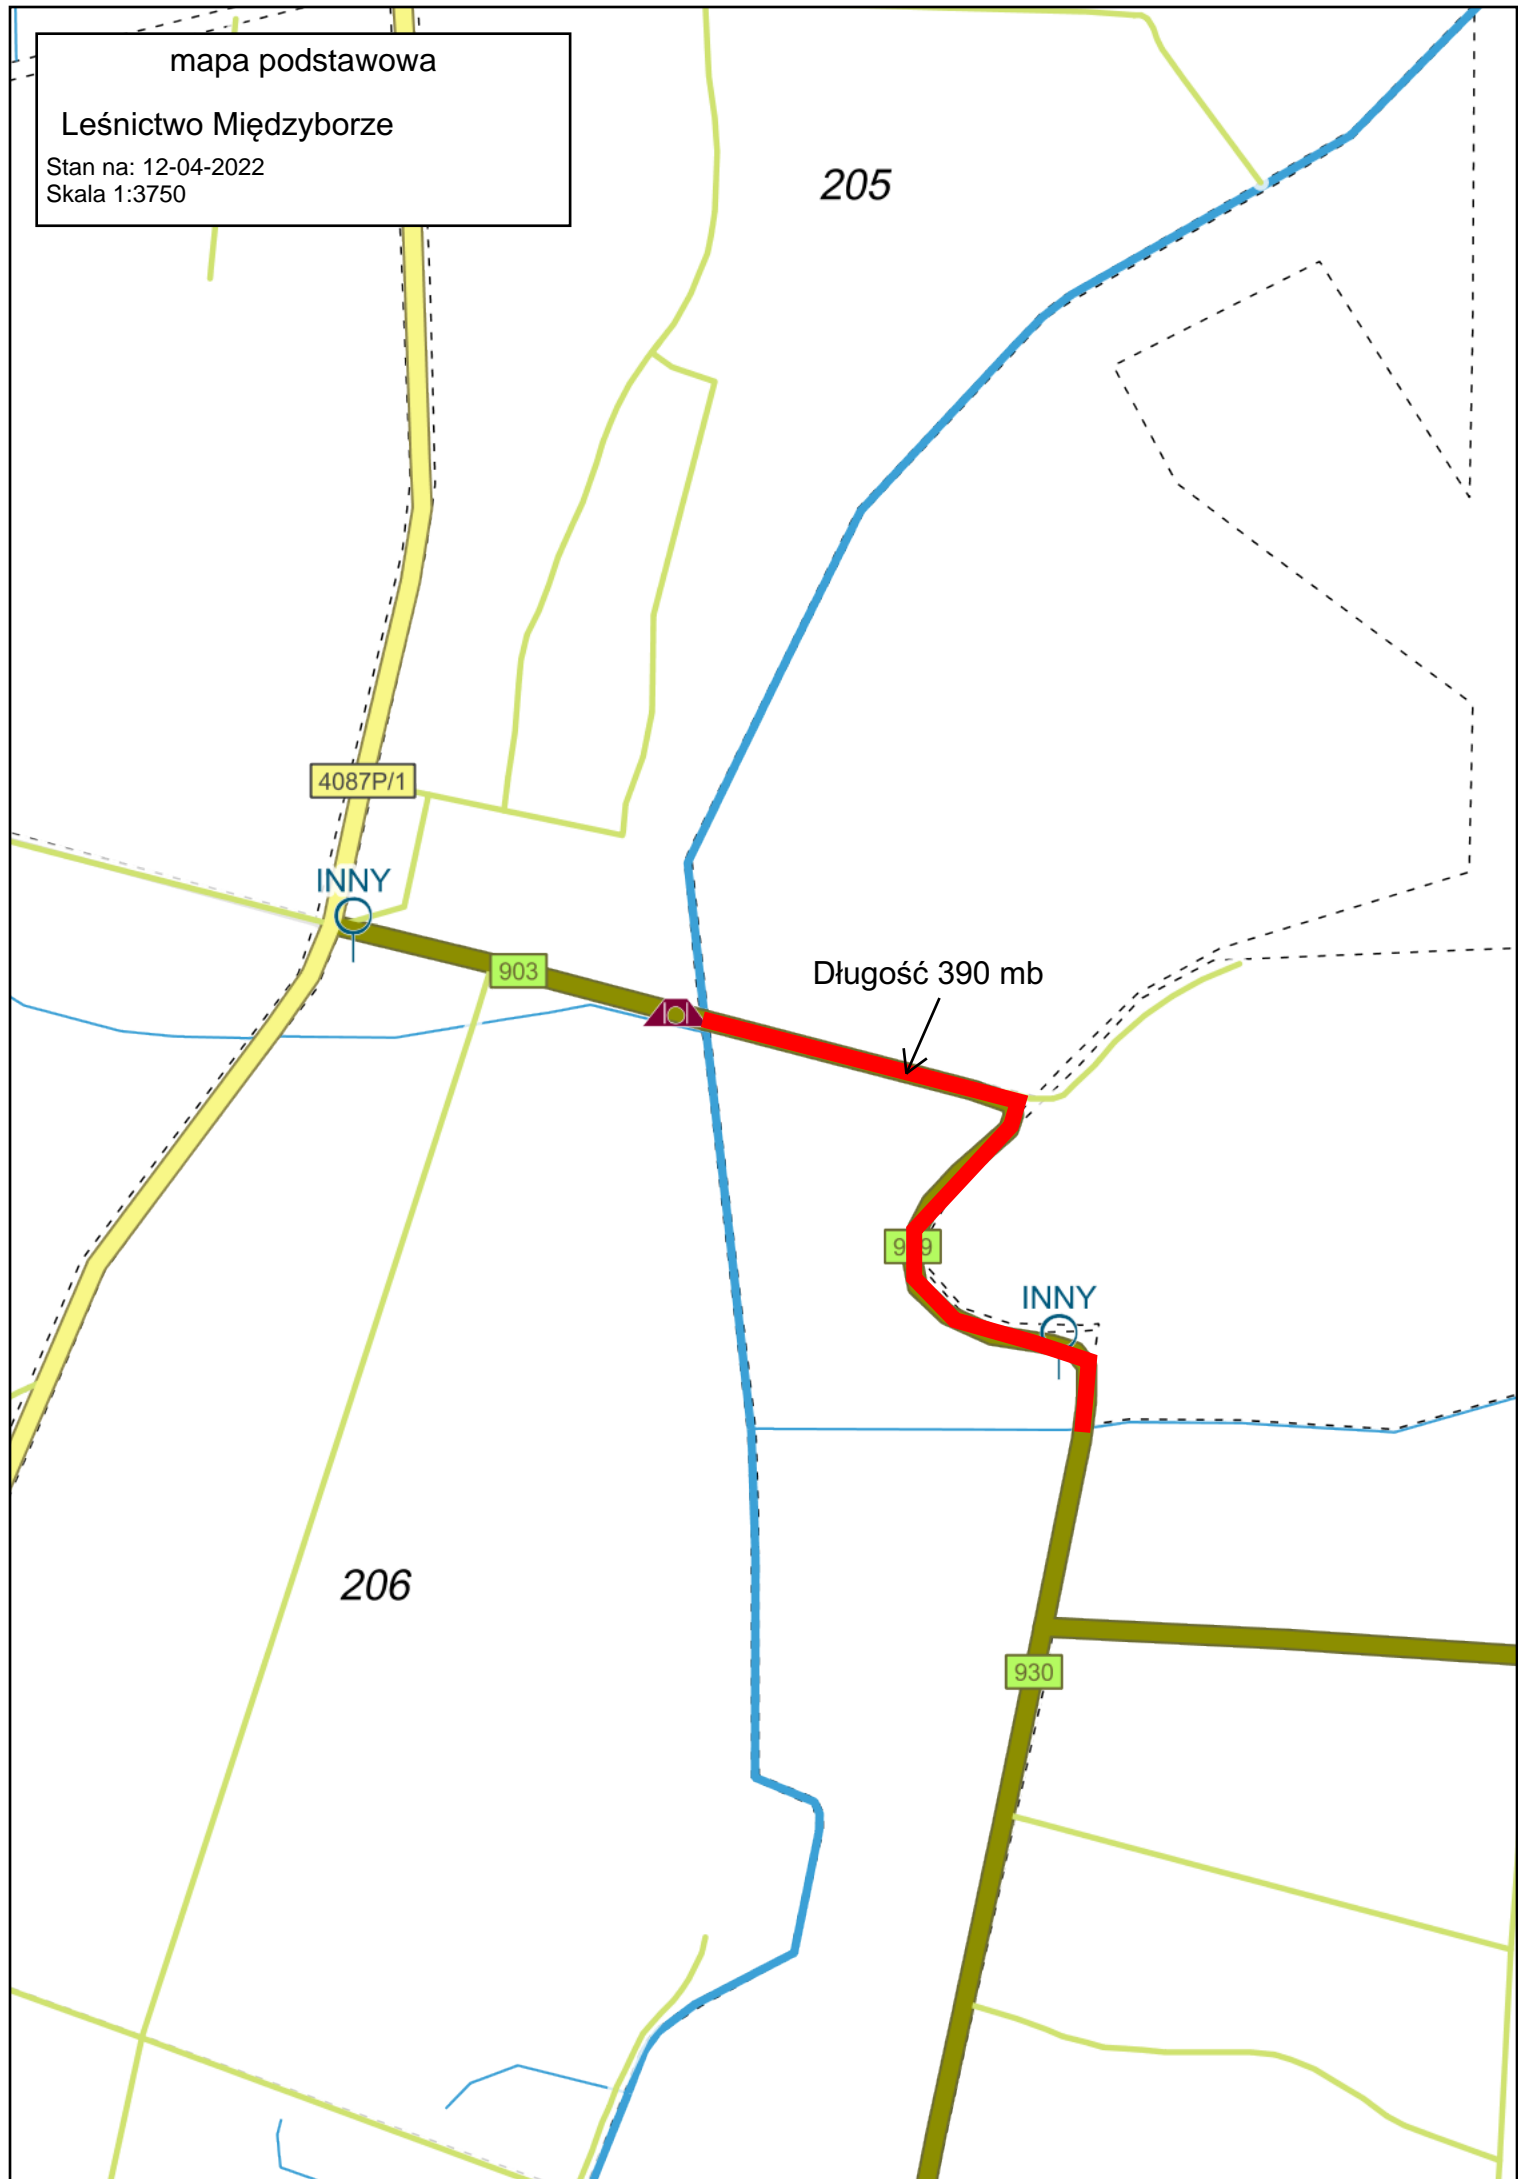 mapa podstawowa
Leśnictwo Międzyborze
Stan na: 12-04-2022
Skala 1:3750
205
4087P/1
INNY
903
Długość 390 mb
INNY
206
930